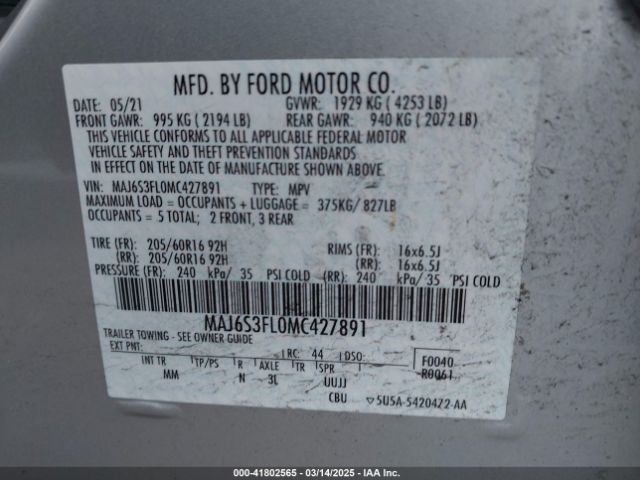 MFD. BY FORD MOTOR CO.
DATE: 05/21 GVWR: 1929 KG ( 4253 LB)
FRONT GAWR: 995 KG ( 2194 LB) REAR GAWR: 940 KG ( 2072 LB)
THIS VEHICLE CONFORMS TO ALL APPLICABLE FEDERAL MOTOR
VEHICLE SAFETY AND THEFT PREVENTION STANDARDS
IN EFFECT ON THE DATE OF MANUFACTURE SHOWN ABOVE.
VIN: MAJ6S3FL0MC427891 TYPE: MPV
MAXIMUM LOAD = OCCUPANTS + LUGGAGE = 375KG/ 827LB
OCCUPANTS = 5 TOTAL; 2 FRONT, 3 REAR
TIRE (FR): 205/60R16 92H RIMS (FR): 16x6.5J
(RR): 205/60R16 92H (RR): 16x6.5J
PRESSURE (FR): 240 kPa/ 35 PSI COLD (RR): 240 kPa/ 35 PSI COLD
MAJ6S3FL0MC427891
TRAILER TOWING - SEE OWNER GUIDE
EXT PNT: RC: 44 DSO: F0040
INT TR TP/PS R AXLE TR SPR R0061
MM N 3L UUJJ
CBU ▽5U5A-5420472-AA
00-41802565 - 03/14/2025 - IAA Inc.